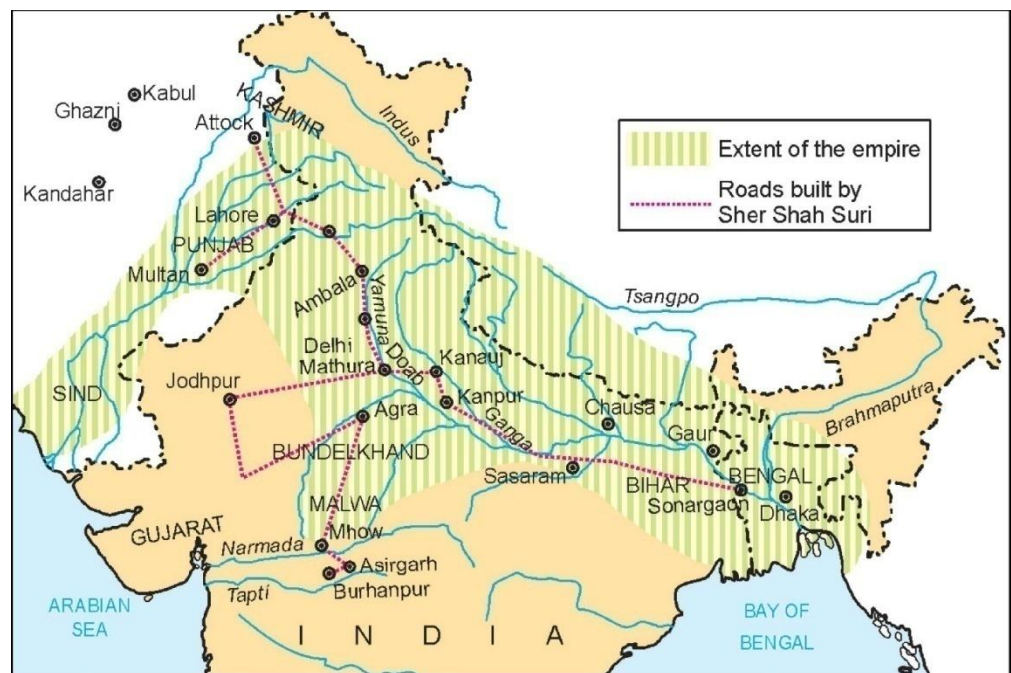 Kabul
Ghazni
KASHMIR
Attock
Indus
Kandahar
Extent of the empire
Roads built by
Sher Shah Suri
Lahore
PUNJAB
Multan
Ambala
Yamuna
Doab
Tsangpo
Delhi
Mathura
Kanauj
SIND
Jodhpur
Kanpur
Agra
Ganga
Chausa
Brahmaputra
BUNDELKHAND
Gaur
Sasaram
BIHAR
BENGAL
Sonargaon
Dhaka
MALWA
GUJARAT
Mhow
Narmada
Asirgarh
Tapti
Burhanpur
ARABIAN
SEA
INDIA
BAY OF
BENGAL